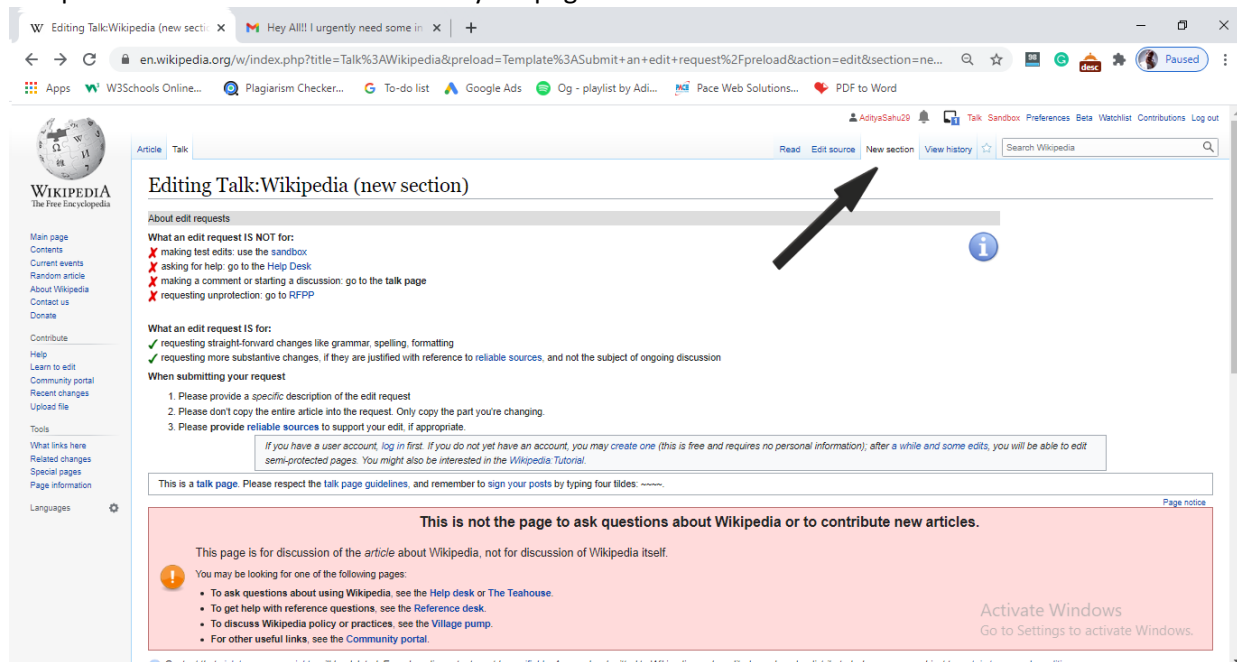 W Editing Talk:Wikipedia (new secti × M Hey All!! I urgently need some in × +
en.wikipedia.org/w/index.php?title=Talk%3AWikipedia&preload=Template%3ASubmit+an+edit+request%2Fpreload&action=edit&section=ne... Paused
Apps W3Schools Online... Plagiarism Checker... To-do list Google Ads Og - playlist by Adi... Pace Web Solutions... PDF to Word
AdityaSahu29 1 Talk Sandbox Preferences Beta Watchlist Contributions Log out
Article Talk Read Edit source New section View history Search Wikipedia
WIKIPEDIA
The Free Encyclopedia
Main page
Contents
Current events
Random article
About Wikipedia
Contact us
Donate
Contribute
Help
Learn to edit
Community portal
Recent changes
Upload file
Tools
What links here
Related changes
Special pages
Page information
Languages
Editing Talk:Wikipedia (new section)
About edit requests
What an edit request IS NOT for:
✗ making test edits: use the sandbox
✗ asking for help: go to the Help Desk
✗ making a comment or starting a discussion: go to the talk page
✗ requesting unprotection: go to RFPP
What an edit request IS for:
✓ requesting straight-forward changes like grammar, spelling, formatting
✓ requesting more substantive changes, if they are justified with reference to reliable sources, and not the subject of ongoing discussion
When submitting your request
1. Please provide a specific description of the edit request
2. Please don't copy the entire article into the request. Only copy the part you're changing.
3. Please provide reliable sources to support your edit, if appropriate.
If you have a user account, log in first. If you do not yet have an account, you may create one (this is free and requires no personal information); after a while and some edits, you will be able to edit
semi-protected pages. You might also be interested in the Wikipedia:Tutorial.
This is a talk page. Please respect the talk page guidelines, and remember to sign your posts by typing four tildes: ~~~~.
Page notice
This is not the page to ask questions about Wikipedia or to contribute new articles.
This page is for discussion of the article about Wikipedia, not for discussion of Wikipedia itself.
You may be looking for one of the following pages:
• To ask questions about using Wikipedia, see the Help desk or The Teahouse.
• To get help with reference questions, see the Reference desk.
• To discuss Wikipedia policy or practices, see the Village pump.
• For other useful links, see the Community portal.
Activate Windows
Go to Settings to activate Windows.